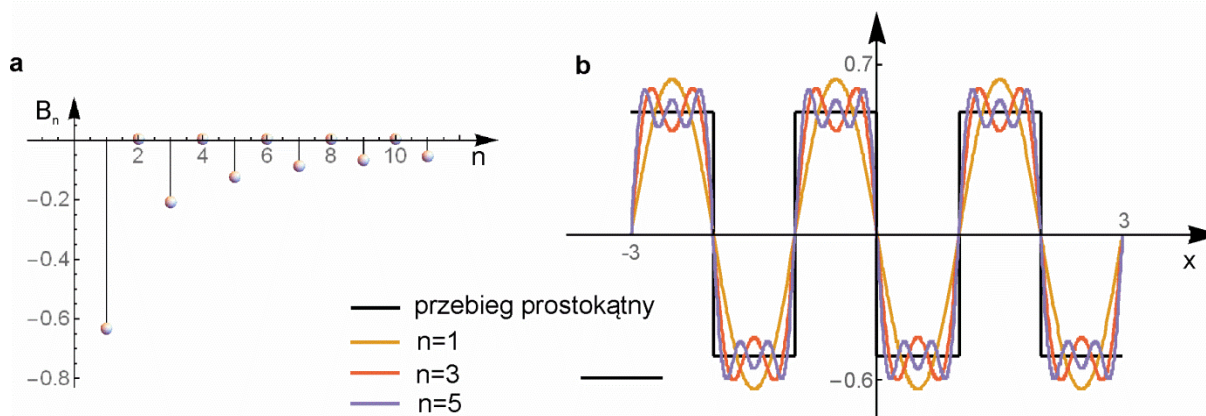 a
Bₙ
2 4 6 8 10
n
−0.2
−0.4
−0.6
−0.8
przebieg prostokątny
n=1
n=3
n=5
b
0.7
-3
3
x
−0.6